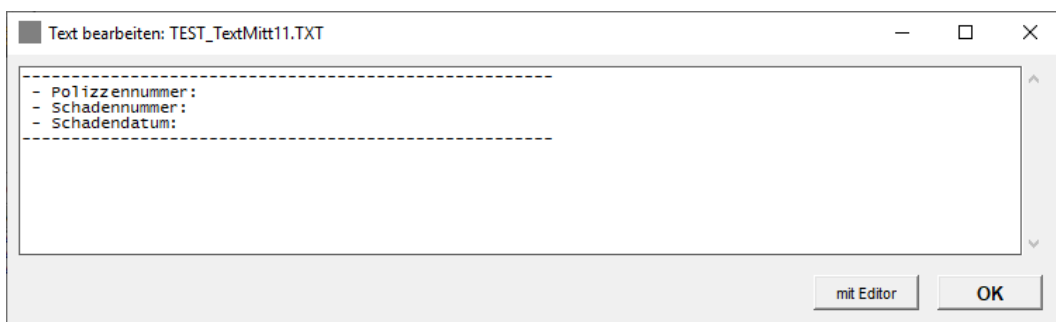 Text bearbeiten: TEST_TextMitt11.TXT
------------------------------------------------------
- Polizzennummer:
- Schadennummer:
- Schadendatum:
------------------------------------------------------
mit Editor
OK